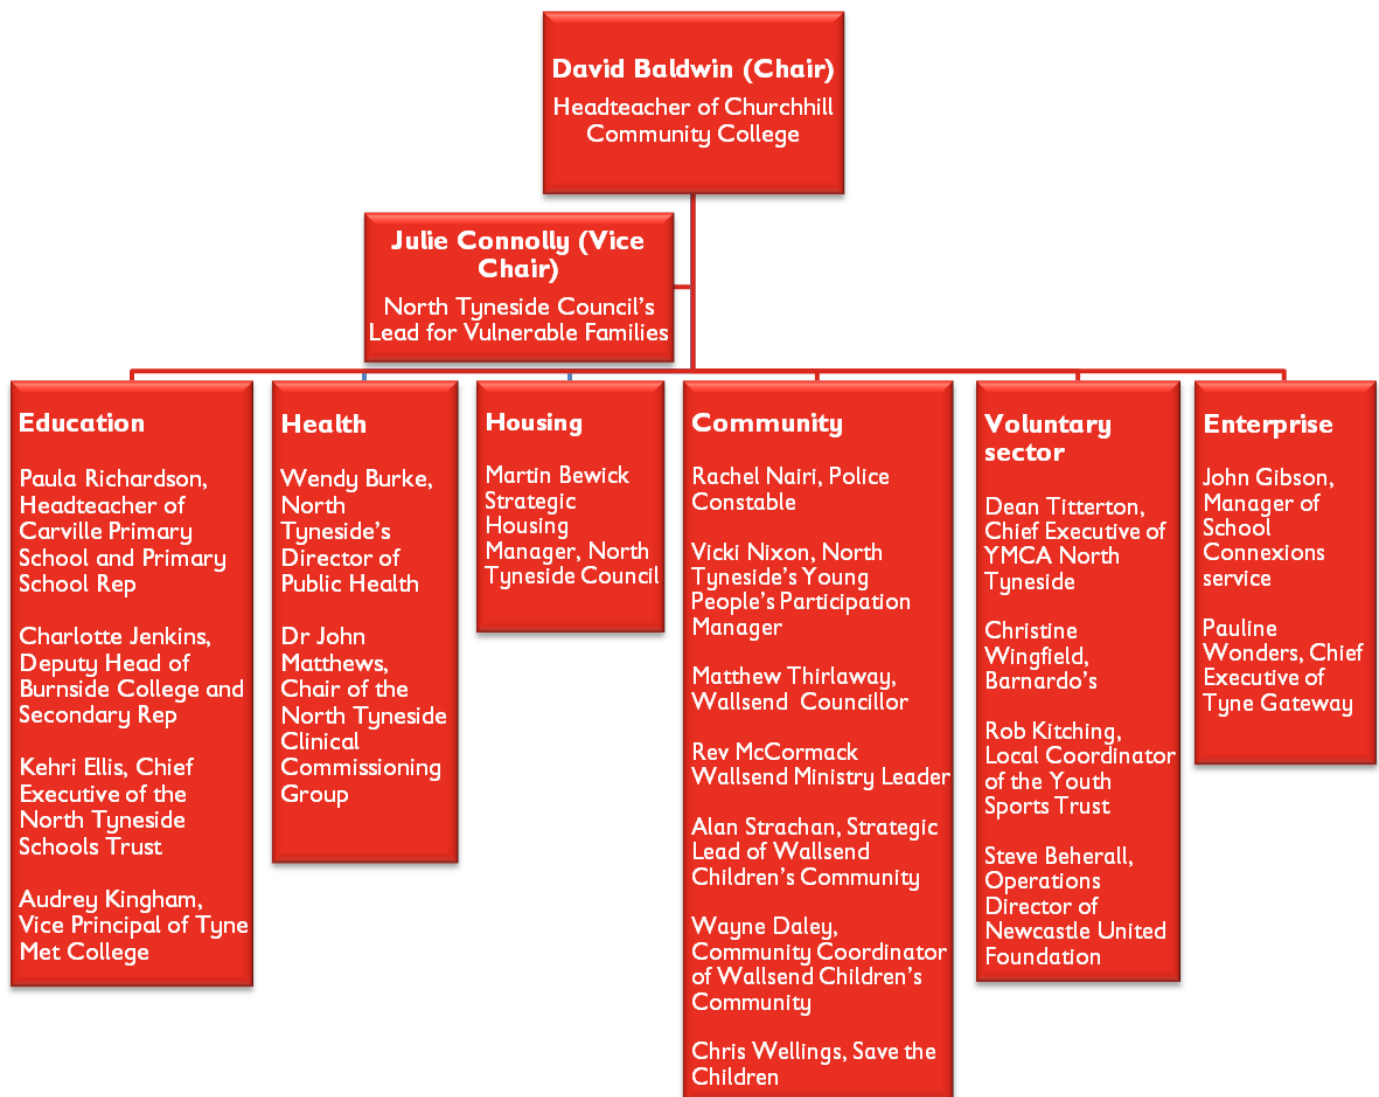 David Baldwin (Chair)
Headteacher of Churchhill
Community College
Julie Connolly (Vice
Chair)
North Tyneside Council's
Lead for Vulnerable Families
Education
Paula Richardson,
Headteacher of
Carville Primary
School and Primary
School Rep
Charlotte Jenkins,
Deputy Head of
Burnside College and
Secondary Rep
Kehri Ellis, Chief
Executive of the
North Tyneside
Schools Trust
Audrey Kingham,
Vice Principal of Tyne
Met College
Health
Wendy Burke,
North
Tyneside's
Director of
Public Health
Dr John
Matthews,
Chair of the
North Tyneside
Clinical
Commissioning
Group
Housing
Martin Bewick
Strategic
Housing
Manager, North
Tyneside Council
Community
Rachel Nairi, Police
Constable
Vicki Nixon, North
Tyneside's Young
People's Participation
Manager
Matthew Thirlaway,
Wallsend  Councillor
Rev McCormack
Wallsend Ministry Leader
Alan Strachan, Strategic
Lead of Wallsend
Children's Community
Wayne Daley,
Community Coordinator
of Wallsend Children's
Community
Chris Wellings, Save the
Children
Voluntary
sector
Dean Titterton,
Chief Executive of
YMCA North
Tyneside
Christine
Wingfield,
Barnardo's
Rob Kitching,
Local Coordinator
of the Youth
Sports Trust
Steve Beherall,
Operations
Director of
Newcastle United
Foundation
Enterprise
John Gibson,
Manager of
School
Connexions
service
Pauline
Wonders, Chief
Executive of
Tyne Gateway